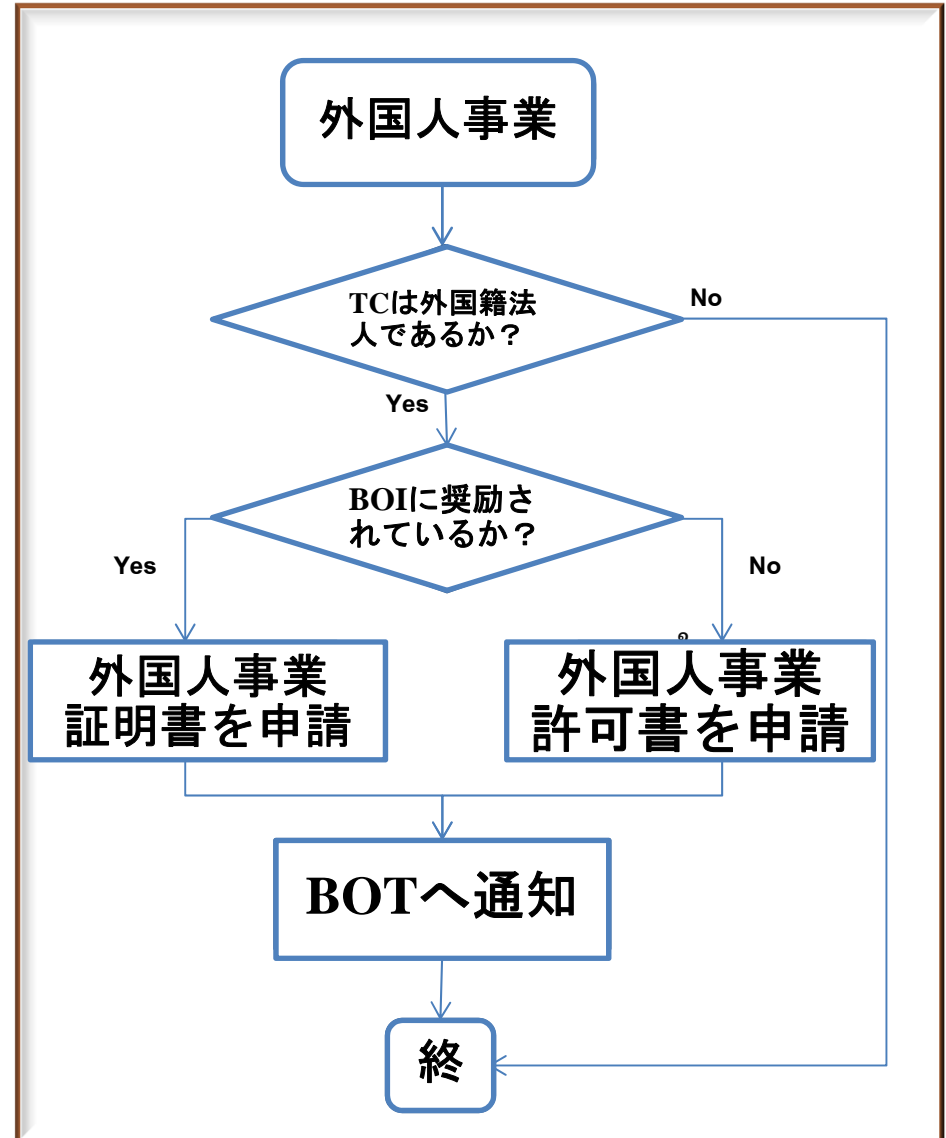 外国人事業
TCは外国籍法
人であるか？
No
Yes
BOIに奨励さ
れているか？
Yes
No
外国人事業
証明書を申請
๑
外国人事業
許可書を申請
BOTへ通知
終